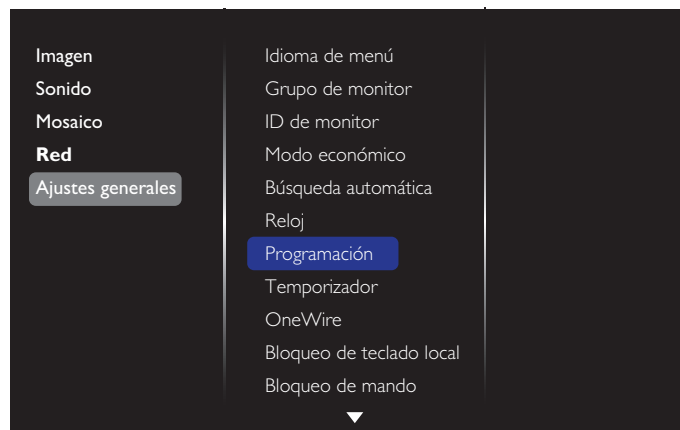 Imagen
Sonido
Mosaico
Red
Ajustes generales
Idioma de menú
Grupo de monitor
ID de monitor
Modo económico
Búsqueda automática
Reloj
Programación
Temporizador
OneWire
Bloqueo de teclado local
Bloqueo de mando